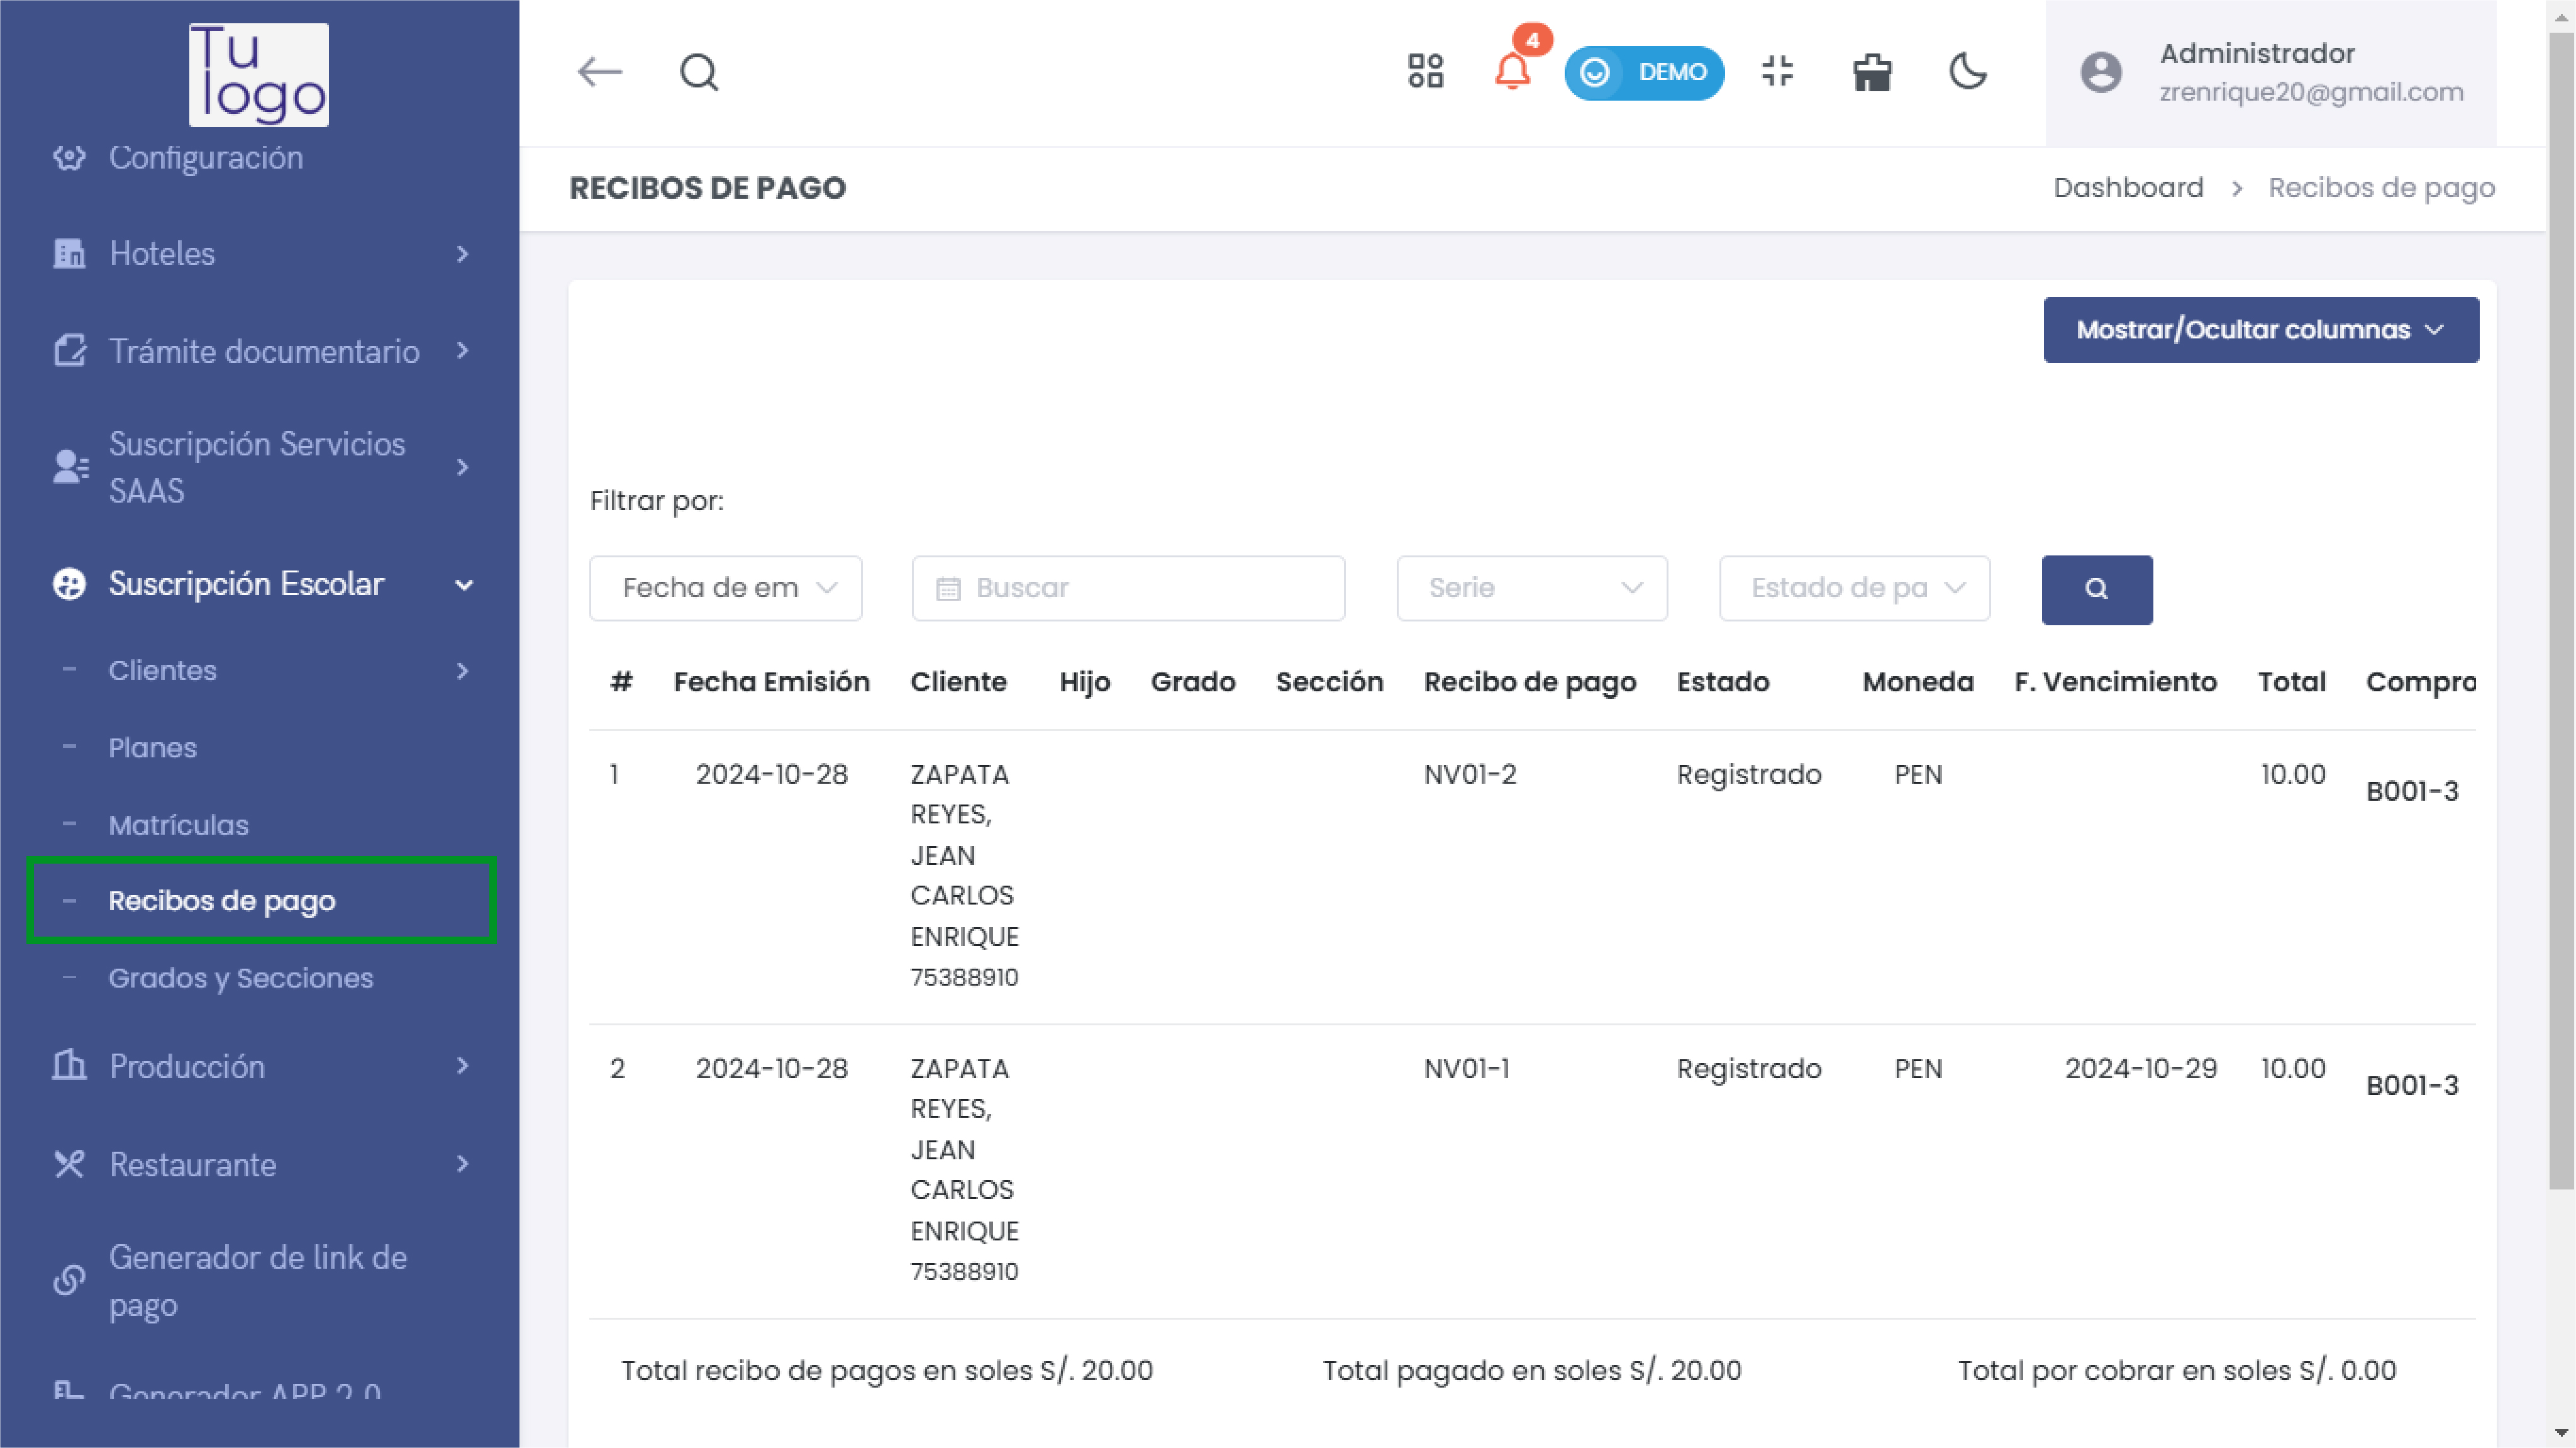 Tu
logo
Configuración
Hoteles
Trámite documentario
Suscripción Servicios
SAAS
Suscripción Escolar
Clientes
Planes
Matrículas
Recibos de pago
Grados y Secciones
Producción
Restaurante
Generador de link de
pago
Generador APP 2.0
4
DEMO
Administrador
zrenrique20@gmail.com
RECIBOS DE PAGO
Dashboard > Recibos de pago
Mostrar/Ocultar columnas
Filtrar por:
Fecha de em
Buscar
Serie
Estado de pa
# Fecha Emisión Cliente Hijo Grado Sección Recibo de pago Estado Moneda F. Vencimiento Total Compro
1 2024-10-28 ZAPATA NV01-2 Registrado PEN 10.00 B001-3
REYES,
JEAN
CARLOS
ENRIQUE
75388910
2 2024-10-28 ZAPATA NV01-1 Registrado PEN 2024-10-29 10.00 B001-3
REYES,
JEAN
CARLOS
ENRIQUE
75388910
Total recibo de pagos en soles S/. 20.00 Total pagado en soles S/. 20.00 Total por cobrar en soles S/. 0.00